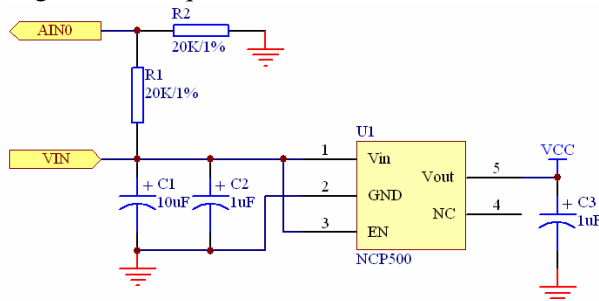 R2
AIN0
20K/1%
R1
20K/1%
U1
VIN
1
Vin
VCC
Vout
5
+ C1
10uF
+ C2
1uF
2
GND
NC
4
+ C3
1uF
3
EN
NCP500